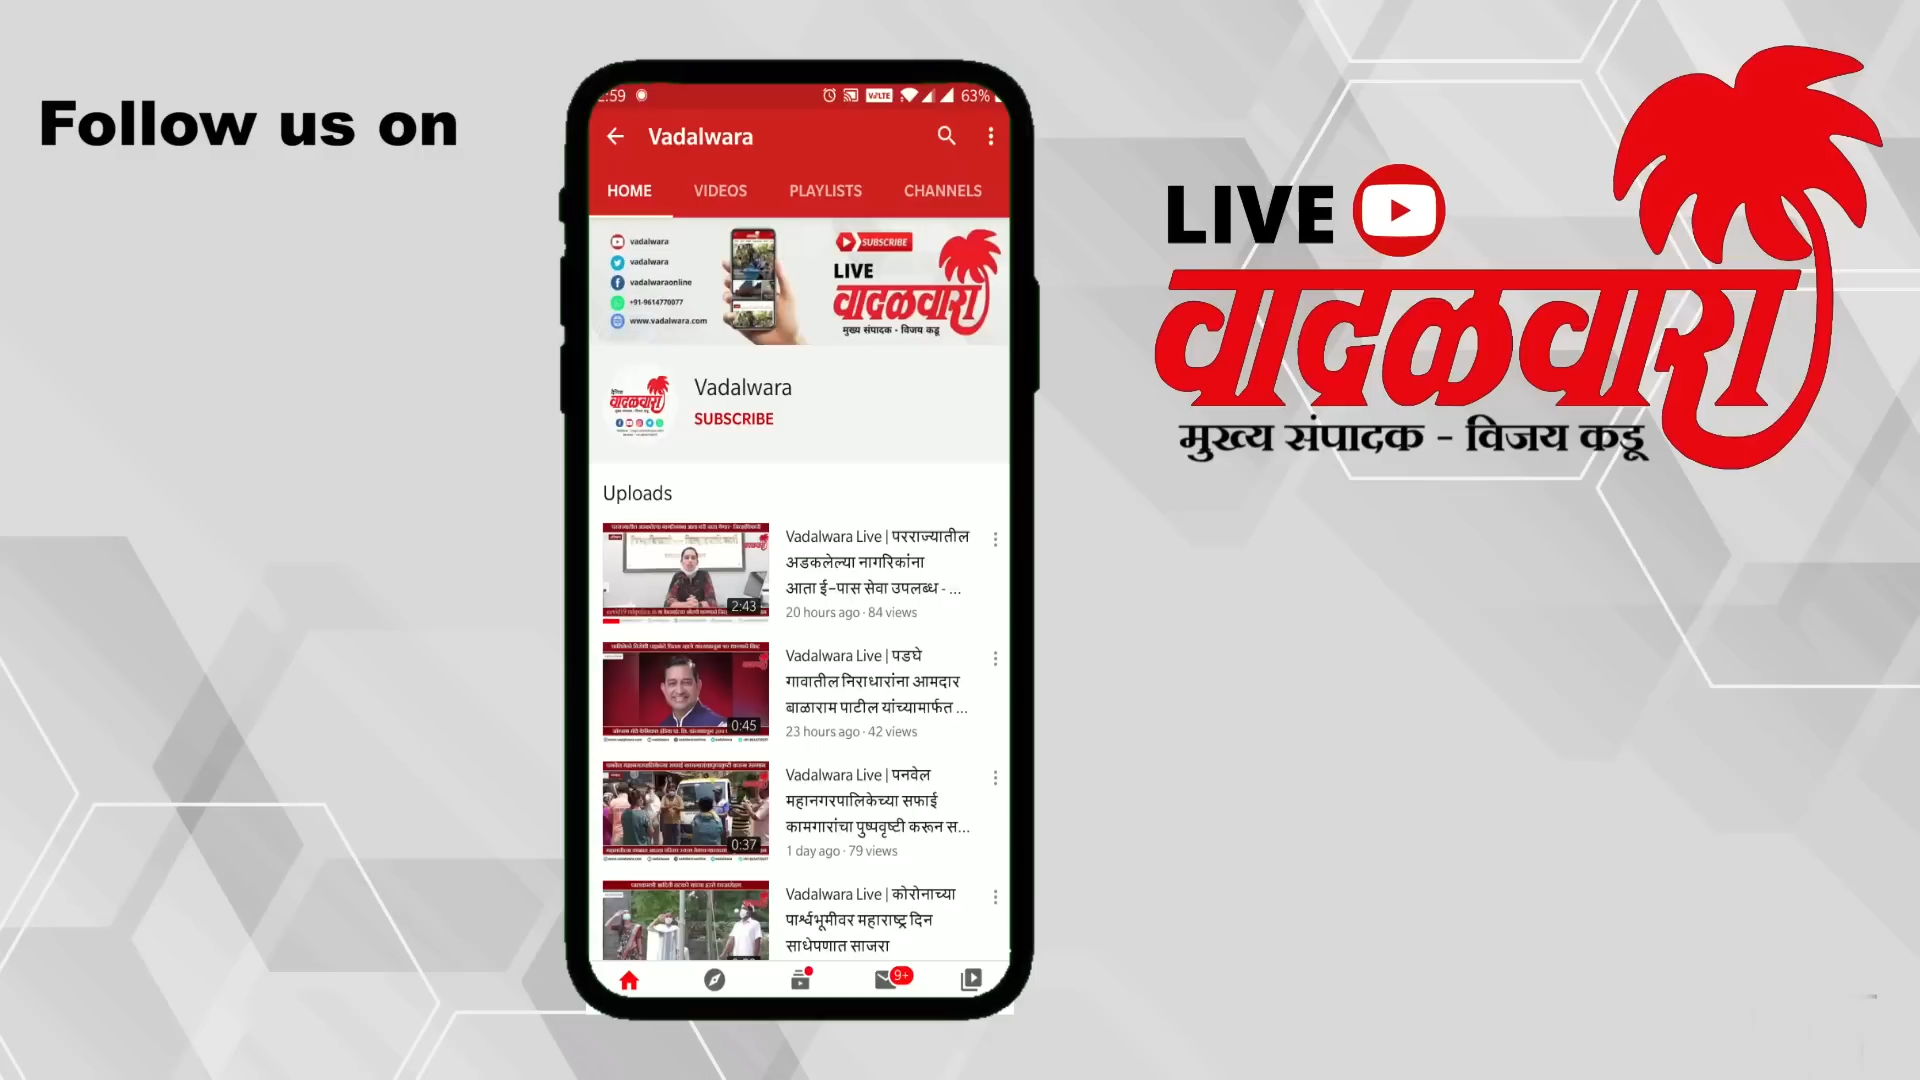 Follow us on
:59
VoLTE
63%
Vadalwara
HOME
VIDEOS
PLAYLISTS
CHANNELS
vadalwara
vadalwara
vadalwaraonline
+91-9614770077
www.vadalwara.com
SUBSCRIBE
LIVE
वादळवारा
मुख्य संपादक - विजय कडू
वादळवारा
Vadalwara
SUBSCRIBE
Uploads
2:43
Vadalwara Live | परराज्यातील
अडकलेल्या नागरिकांना
आता ई-पास सेवा उपलब्ध - ...
20 hours ago · 84 views
0:45
Vadalwara Live | पडघे
गावातील निराधारांना आमदार
बाळाराम पाटील यांच्यामार्फत ...
23 hours ago · 42 views
0:37
Vadalwara Live | पनवेल
महानगरपालिकेच्या सफाई
कामगारांचा पुष्पवृष्टी करून स...
1 day ago · 79 views
Vadalwara Live | कोरोनाच्या
पार्श्वभूमीवर महाराष्ट्र दिन
साधेपणात साजरा
9+
LIVE
वादळवारा
मुख्य संपादक - विजय कडू